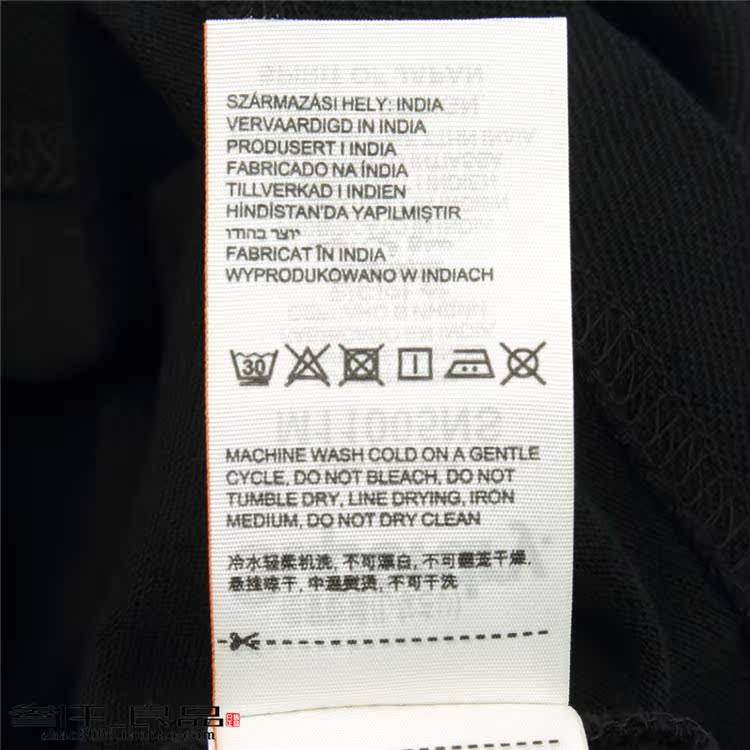 SZÁRMAZÁSI HELY: INDIA
VERVAARDIGD IN INDIA
PRODUSERT I INDIA
FABRICADO NA ÍNDIA
TILLVERKAD I INDIEN
HİNDİSTAN'DA YAPILMIŞTIR
יוצר בהודו
FABRICAT ÎN INDIA
WYPRODUKOWANO W INDIACH
30
MACHINE WASH COLD ON A GENTLE
CYCLE, DO NOT BLEACH, DO NOT
TUMBLE DRY, LINE DRYING, IRON
MEDIUM, DO NOT DRY CLEAN
冷水轻柔机洗, 不可漂白, 不可翻笼干燥,
悬挂晾干, 中温熨烫, 不可干洗